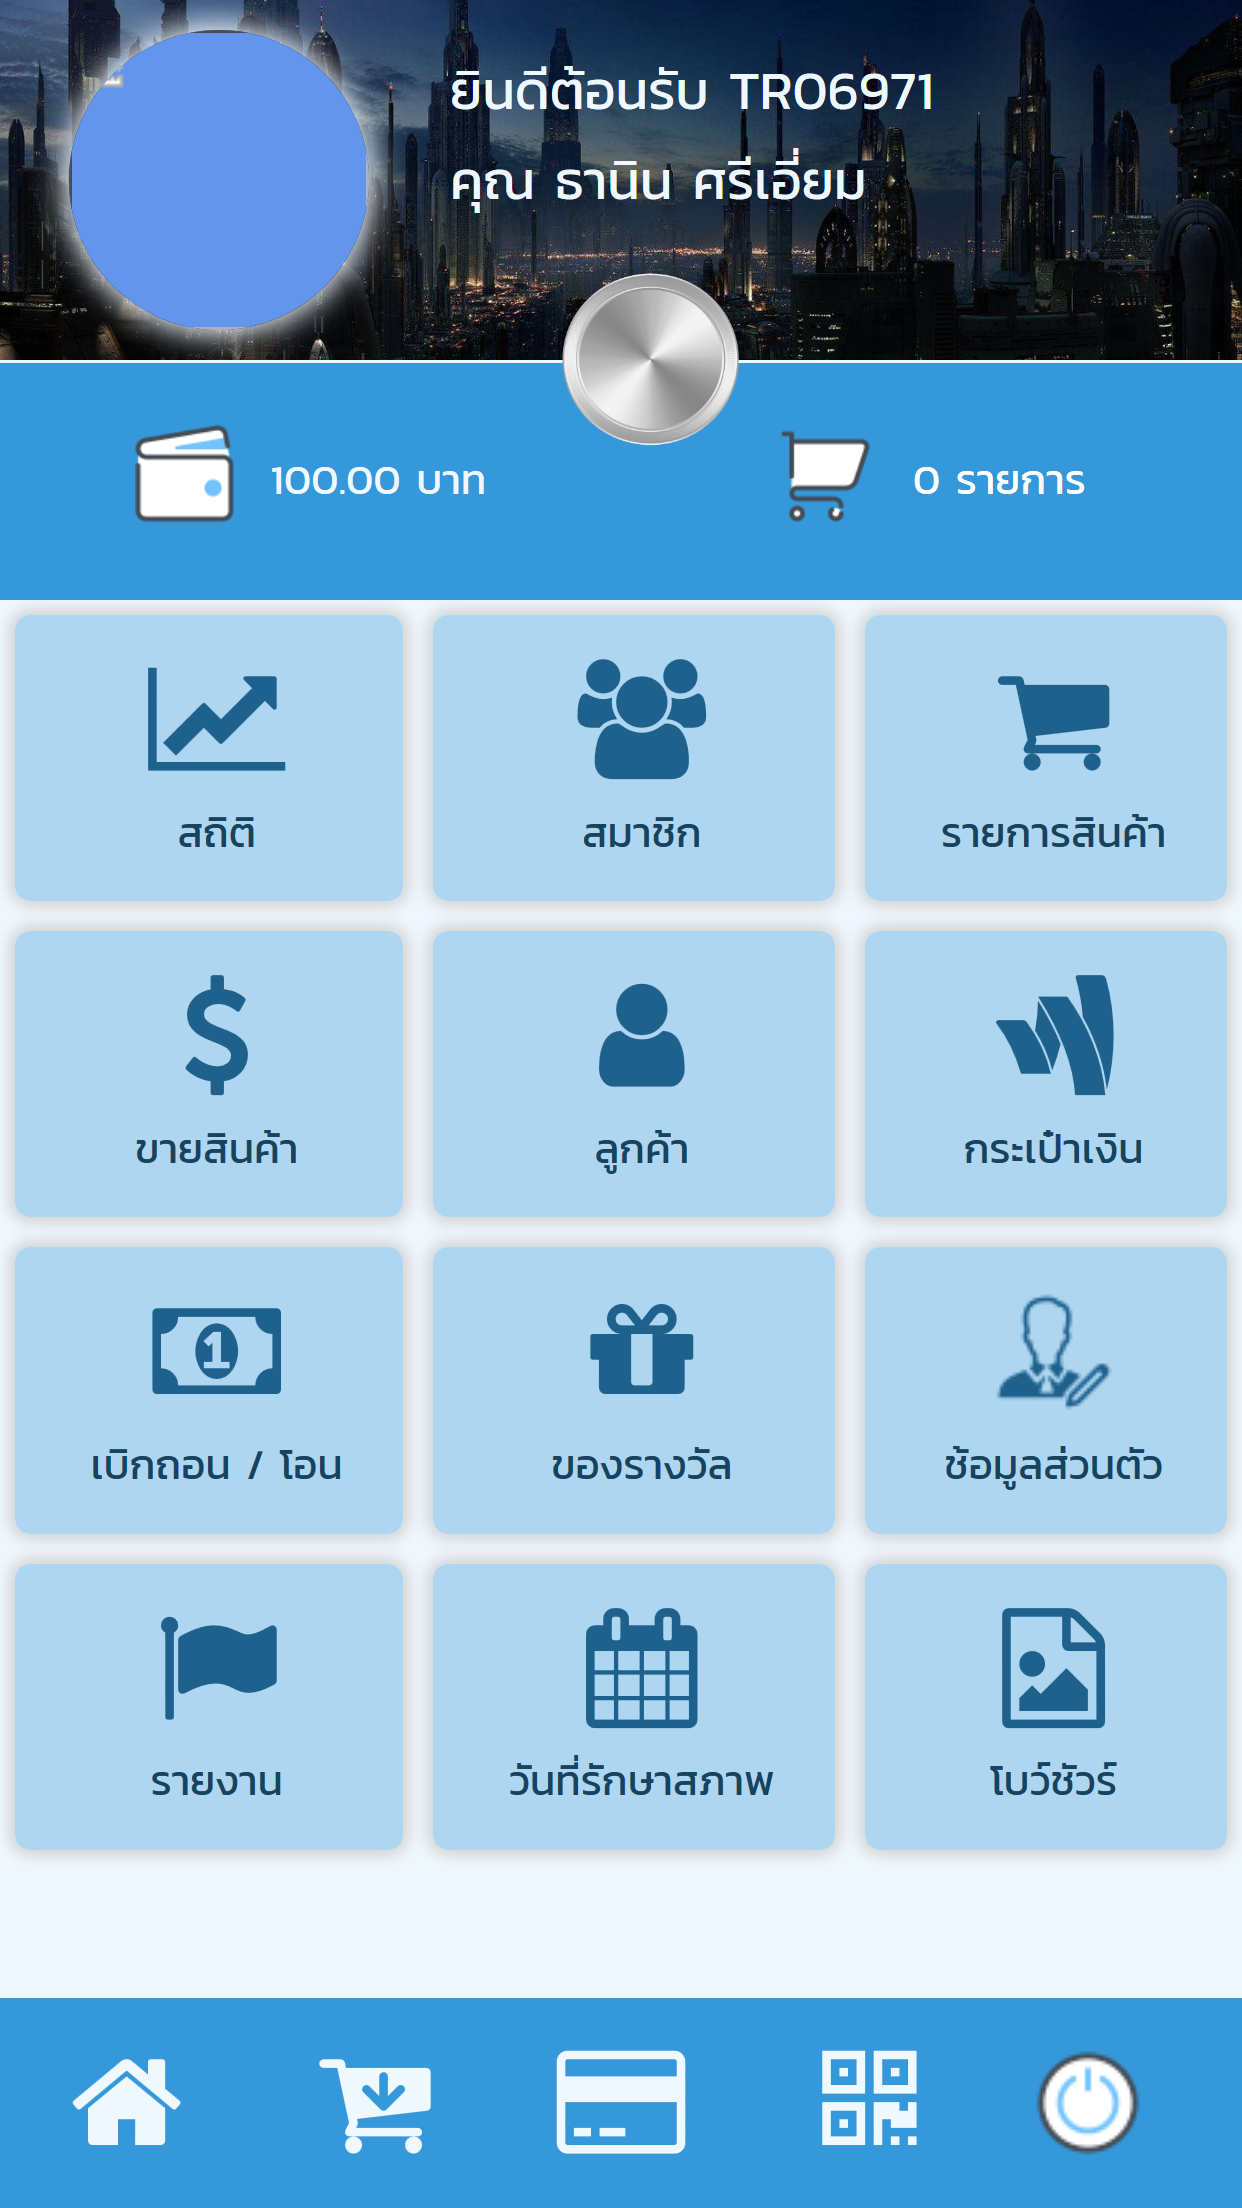 ยินดีต้อนรับ TR06971
คุณ ธานิน ศรีเอี่ยม
100.00 บาท
0 รายการ
สถิติ
สมาชิก
รายการสินค้า
ขายสินค้า
ลูกค้า
กระเป๋าเงิน
เบิกถอน / โอน
ของรางวัล
ช้อมูลส่วนตัว
รายงาน
วันที่รักษาสภาพ
โบว์ชัวร์